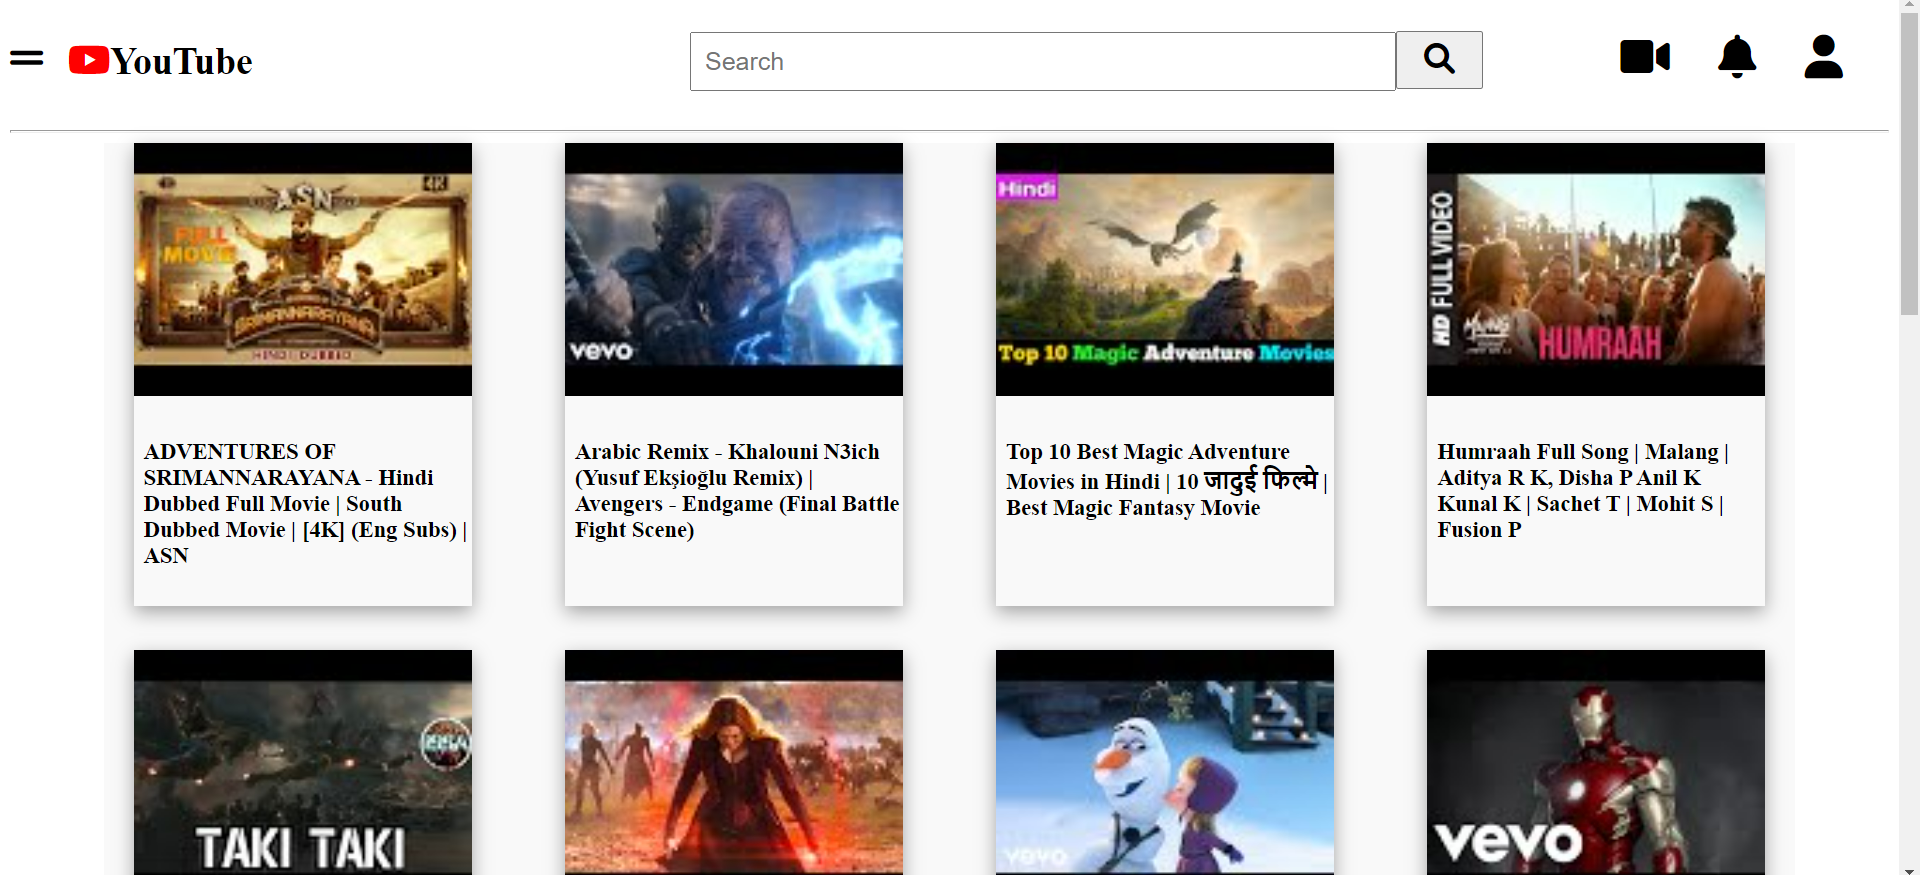 YouTube
Search
ASN
4K
FULL
MOVIE
SRIMANNARAYANA
HINDI DUBBED
vevo
Hindi
Top 10 Magic Adventure Movies
HD FULL VIDEO
HUMRAAH
ADVENTURES OF
SRIMANNARAYANA - Hindi
Dubbed Full Movie | South
Dubbed Movie | [4K] (Eng Subs) |
ASN
Arabic Remix - Khalouni N3ich
(Yusuf Ekşioğlu Remix) |
Avengers - Endgame (Final Battle
Fight Scene)
Top 10 Best Magic Adventure
Movies in Hindi | 10 जादुई फिल्मे |
Best Magic Fantasy Movie
Humraah Full Song | Malang |
Aditya R K, Disha P Anil K
Kunal K | Sachet T | Mohit S |
Fusion P
TAKI TAKI
vevo
vevo